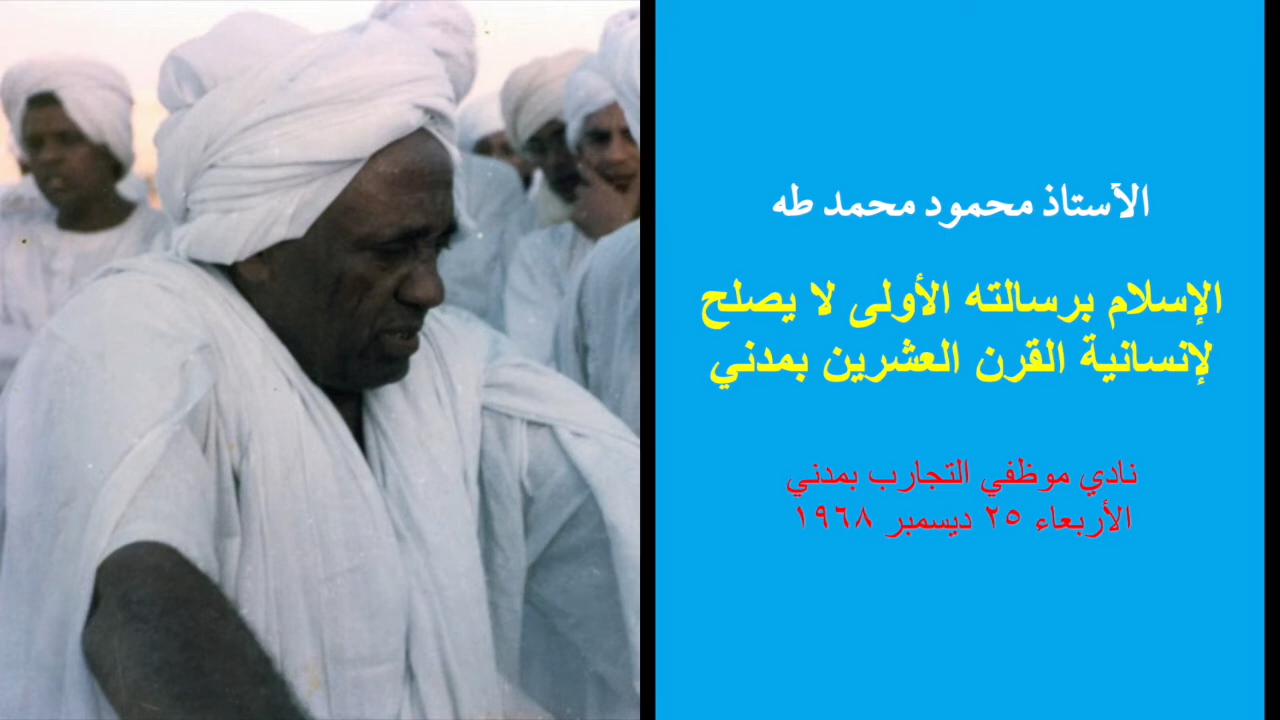 الآستاذ محمود محمد طه
الإسلام برسالته الأولى لا يصلح
لإنسانية القرن العشرين بمدني
نادي موظفي التجارب بمدني
الأربعاء ٢٥ ديسمبر ١٩٦٨